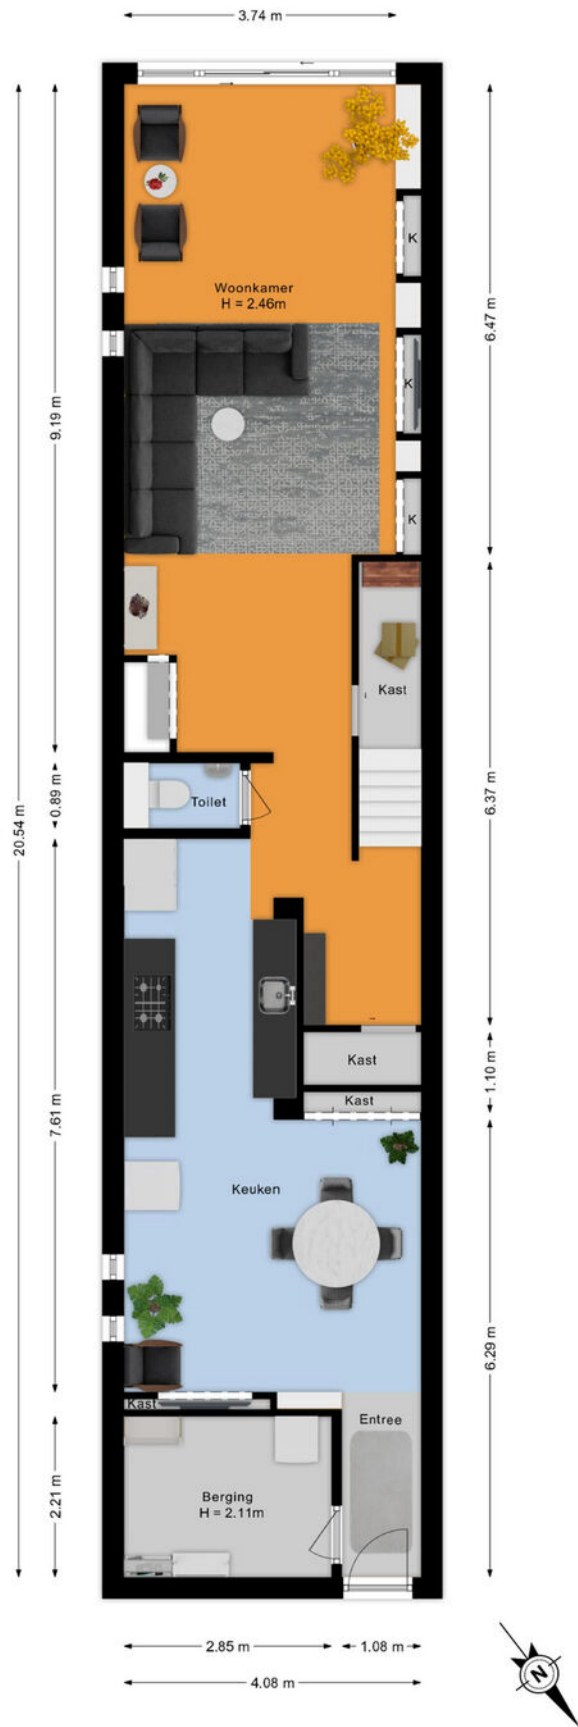 3.74 m
Woonkamer
H = 2.46m
K
K
K
6.47 m
9.19 m
Kast
0.89 m
Toilet
20.54 m
6.37 m
Kast
1.10 m
Kast
7.61 m
Keuken
6.29 m
Kast
Entree
Berging
H = 2.11m
2.21 m
2.85 m
1.08 m
4.08 m
N